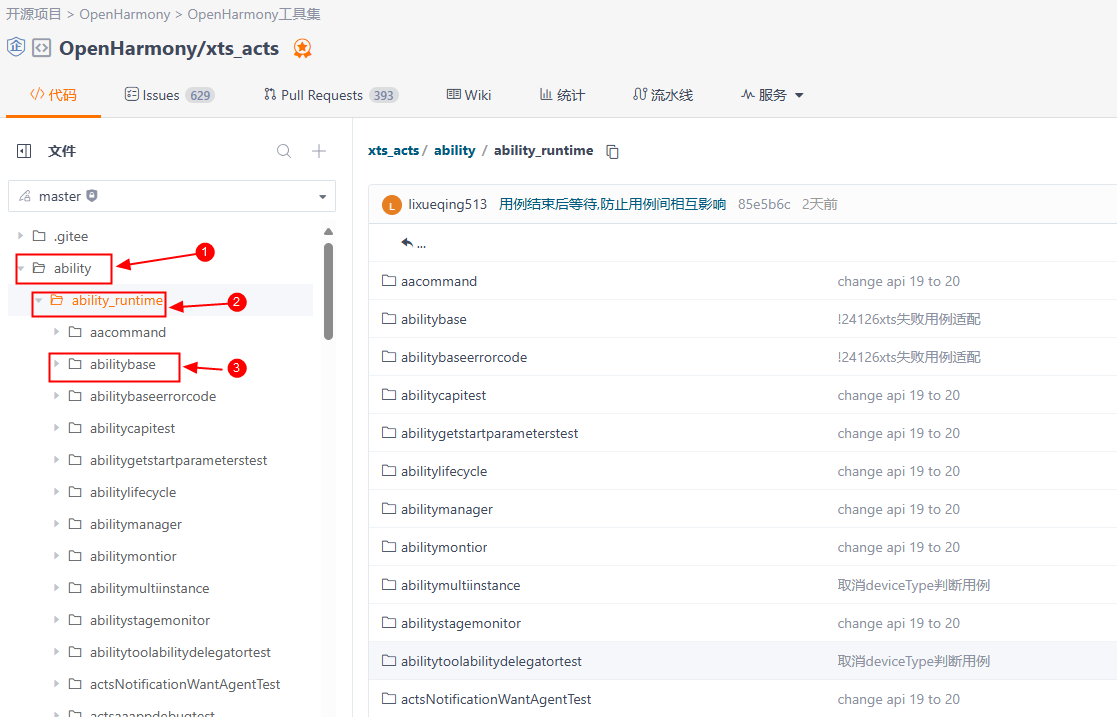 开源项目 > OpenHarmony > OpenHarmony工具集
企 OpenHarmony/xts_acts
代码 Issues 629 Pull Requests 393 Wiki 统计 流水线 服务
文件
master
.gitee
ability
1
ability_runtime
2
aacommand
abilitybase
3
abilitybaseerrorcode
abilitycapitest
abilitygetstartparameterstest
abilitylifecycle
abilitymanager
abilitymontior
abilitymultiinstance
abilitystagemonitor
abilitytoolabilitydelegatortest
actsNotificationWantAgentTest
actsaaappdebugtest
xts_acts / ability / ability_runtime
L lixueqing513 用例结束后等待,防止用例间相互影响 85e5b6c 2天前
...
aacommand change api 19 to 20
abilitybase !24126xts失败用例适配
abilitybaseerrorcode !24126xts失败用例适配
abilitycapitest change api 19 to 20
abilitygetstartparameterstest change api 19 to 20
abilitylifecycle change api 19 to 20
abilitymanager change api 19 to 20
abilitymontior change api 19 to 20
abilitymultiinstance 取消deviceType判断用例
abilitystagemonitor change api 19 to 20
abilitytoolabilitydelegatortest 取消deviceType判断用例
actsNotificationWantAgentTest change api 19 to 20